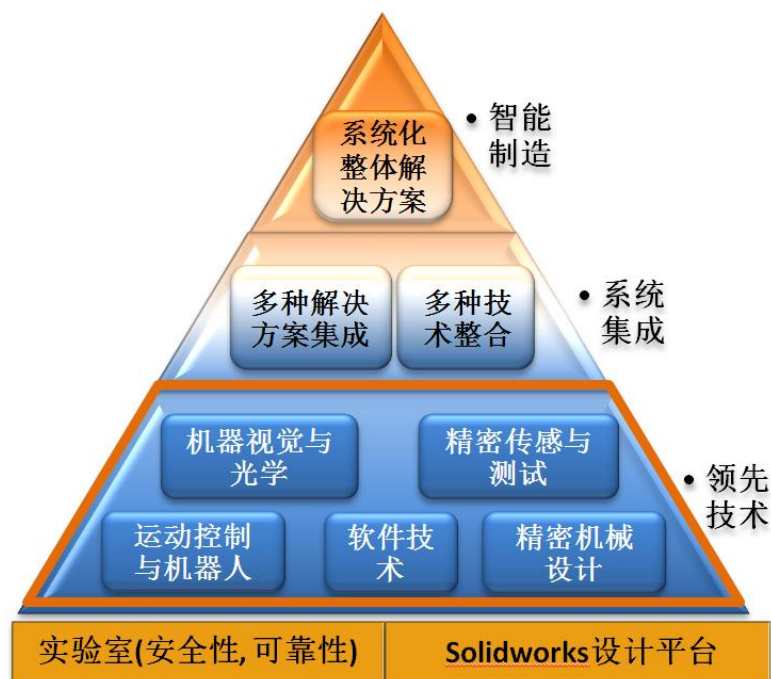 系统化
整体解
决方案
• 智能
制造
多种解决
方案集成
多种技
术整合
• 系统
集成
机器视觉与
光学
精密传感与
测试
• 领先
技术
运动控制
与机器人
软件技
术
精密机械
设计
实验室(安全性, 可靠性)
Solidworks设计平台